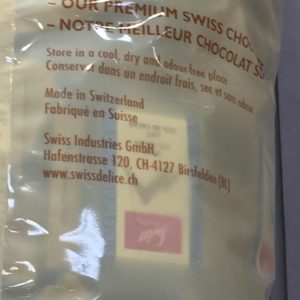 - OUR PREMIUM SWISS CHOC
- NOTRE MEILLEUR CHOCOLAT S
Store in a cool, dry and odour-free place
Conserver dans un endroit frais, sec et sans odeur
Made in Switzerland
Fabriqué en Suisse
Swiss Industries GmbH,
Hafenstrasse 120, CH-4127 Birsfelden (BL)
www.swissdelice.ch
Swiss